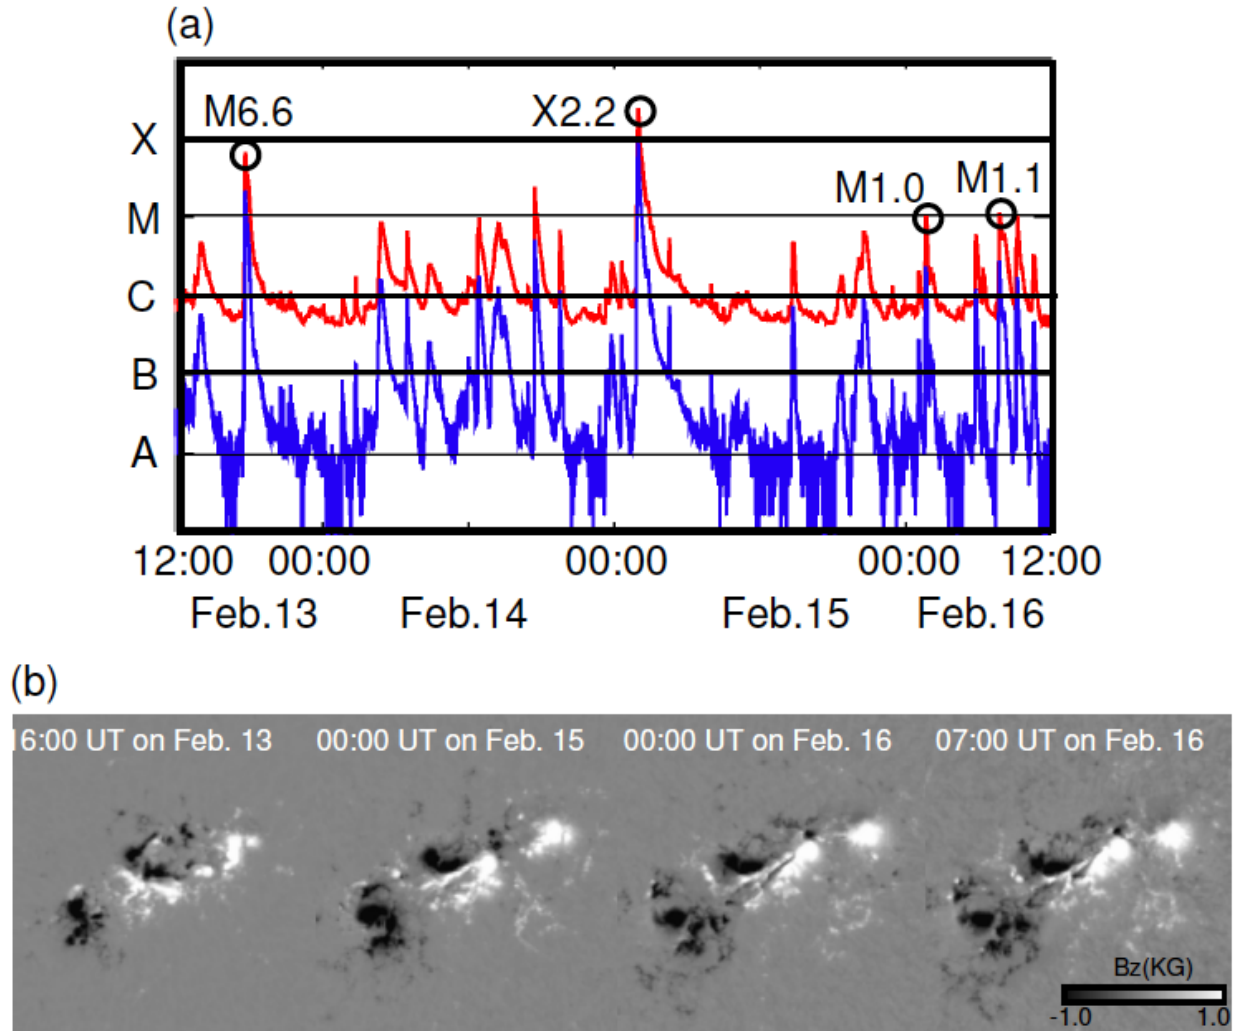 (a)
M6.6
X2.2
M1.0
M1.1
X
M
C
B
A
12:00 00:00 00:00 00:00 12:00
Feb.13 Feb.14 Feb.15 Feb.16
(b)
16:00 UT on Feb. 13 00:00 UT on Feb. 15 00:00 UT on Feb. 16 07:00 UT on Feb. 16
Bz(KG)
-1.0 1.0